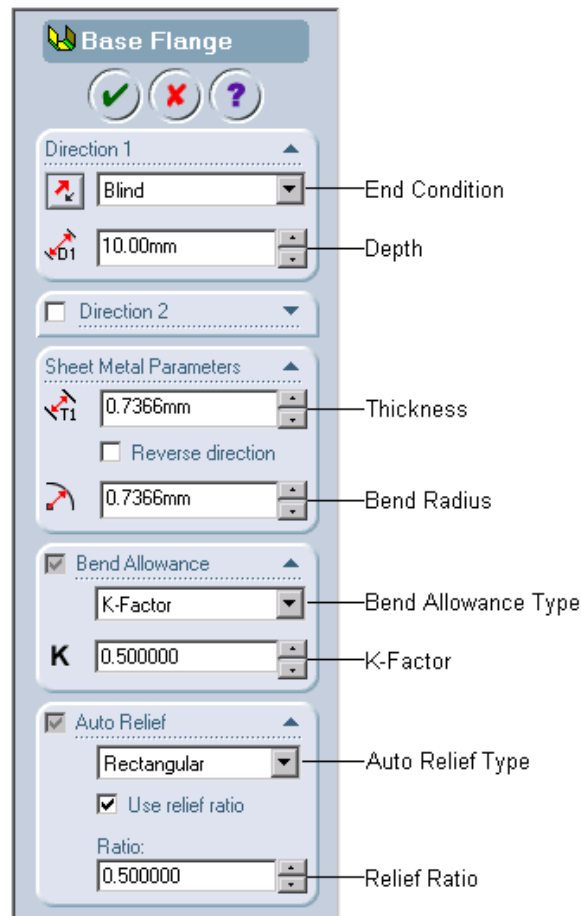 Base Flange
?
Direction 1
Blind
End Condition
D1
10.00mm
Depth
Direction 2
Sheet Metal Parameters
T1
0.7366mm
Thickness
Reverse direction
0.7366mm
Bend Radius
Bend Allowance
K-Factor
Bend Allowance Type
K
0.500000
K-Factor
Auto Relief
Rectangular
Auto Relief Type
Use relief ratio
Ratio:
0.500000
Relief Ratio